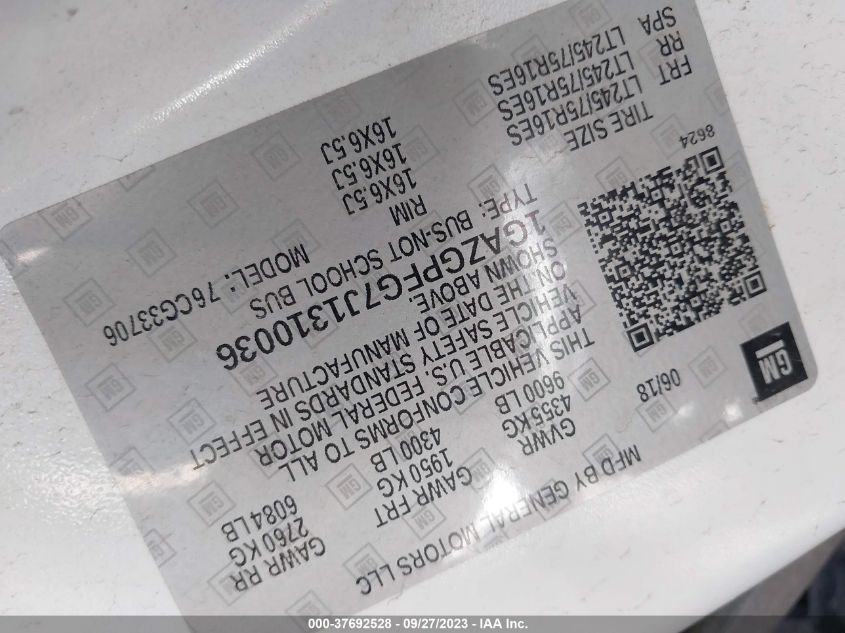 GM
MFD BY GENERAL MOTORS LLC
06/18
GVWR
4355 KG
9600 LB
GAWR FRT
1950 KG
4300 LB
GAWR RR
2760 KG
6084 LB
THIS VEHICLE CONFORMS TO ALL
APPLICABLE U.S. FEDERAL MOTOR
VEHICLE SAFETY STANDARDS IN EFFECT
ON THE DATE OF MANUFACTURE
SHOWN ABOVE.
1GAZGPFG7J1310036
TYPE: BUS-NOT SCHOOL BUS
MODEL: 76CG33706
8624
TIRE SIZE RIM
FRT LT245/75R16ES 16X6.5J
RR LT245/75R16ES 16X6.5J
SPA LT245/75R16ES 16X6.5J
000-37692528 - 09/27/2023 - IAA Inc.